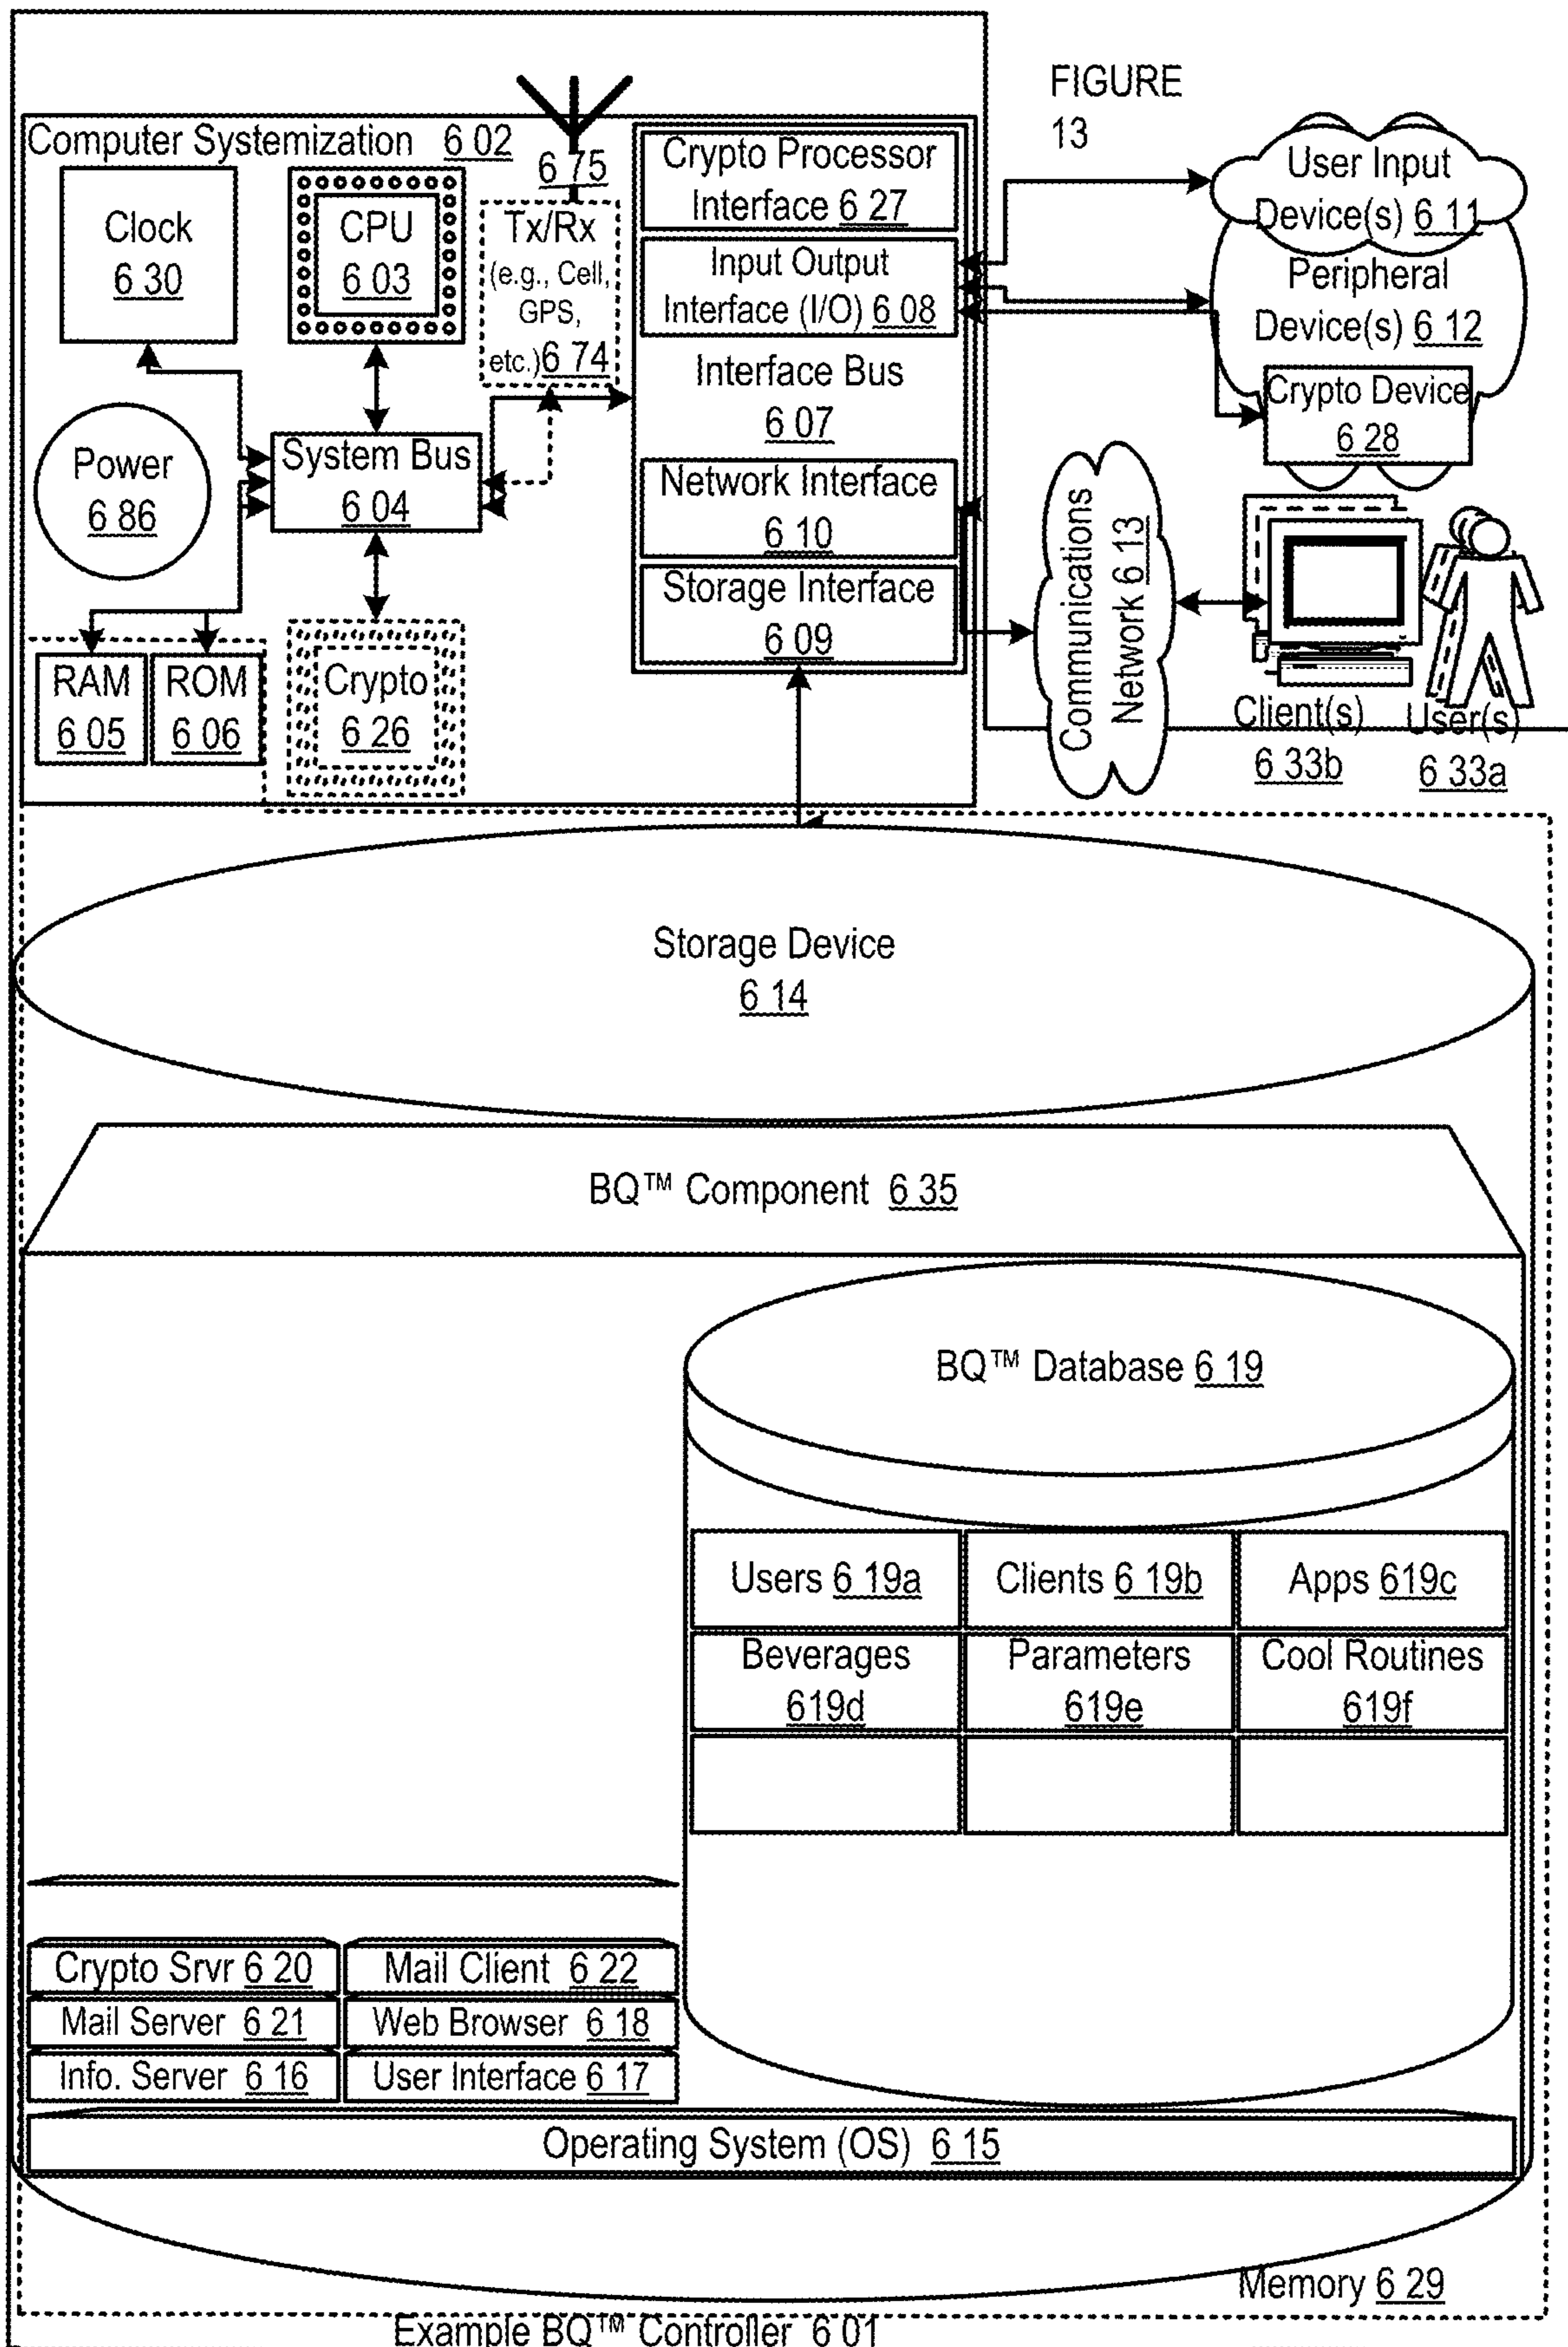 FIGURE
13
Computer Systemization 6 02
Clock
6 30
CPU
6 03
6 75
Tx/Rx
(e.g., Cell,
GPS,
etc.) 6 74
Crypto Processor
Interface 6 27
Input Output
Interface (I/O) 6 08
Interface Bus
6 07
Network Interface
6 10
Storage Interface
6 09
User Input
Device(s) 6 11
Peripheral
Device(s) 6 12
Crypto Device
6 28
Power
6 86
System Bus
6 04
RAM
6 05
ROM
6 06
Crypto
6 26
Communications
Network 6 13
Client(s)
6 33b
User(s)
6 33a
Storage Device
6 14
BQ™ Component 6 35
BQ™ Database 6 19
Users 6 19a
Clients 6 19b
Apps 619c
Beverages
619d
Parameters
619e
Cool Routines
619f
Crypto Srvr 6 20
Mail Client 6 22
Mail Server 6 21
Web Browser 6 18
Info. Server 6 16
User Interface 6 17
Operating System (OS) 6 15
Memory 6 29
Example BQ™ Controller 6 01